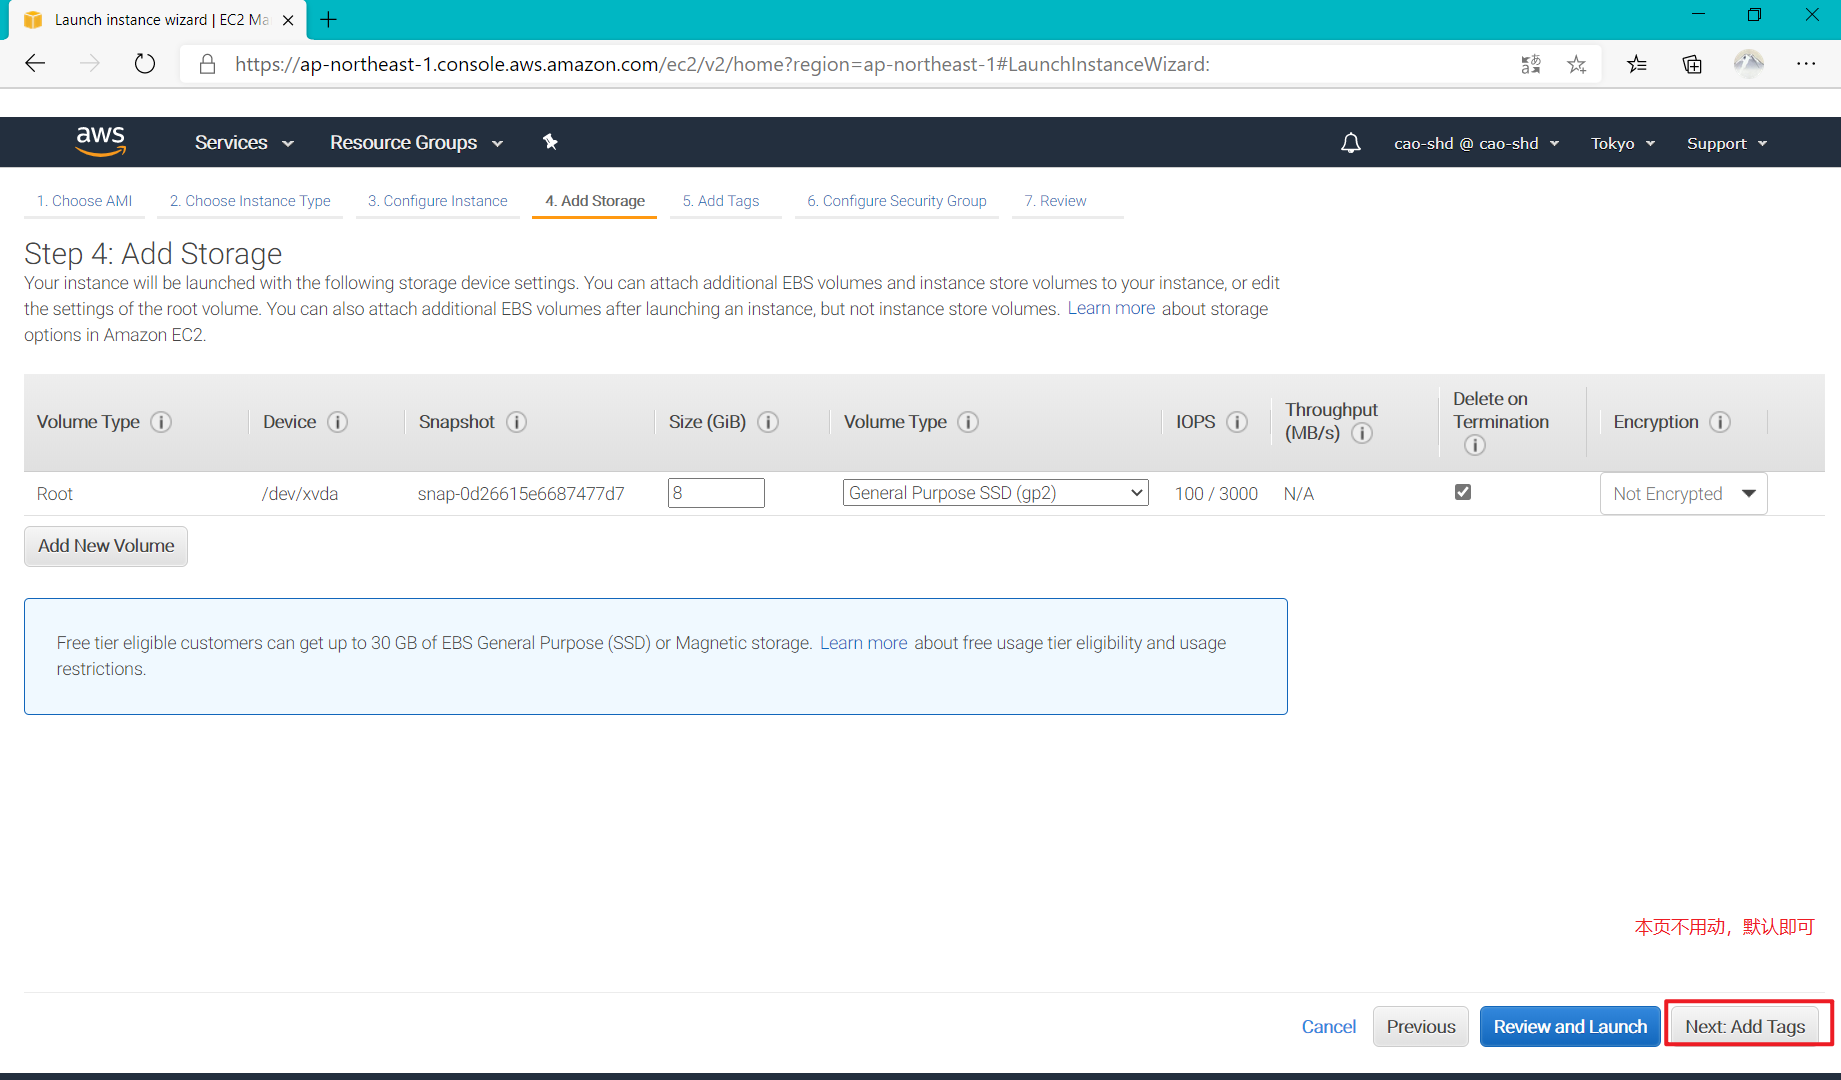 Launch instance wizard | EC2 Ma
https://ap-northeast-1.console.aws.amazon.com/ec2/v2/home?region=ap-northeast-1#LaunchInstanceWizard:
aws Services Resource Groups cao-shd @ cao-shd Tokyo Support
1. Choose AMI 2. Choose Instance Type 3. Configure Instance 4. Add Storage 5. Add Tags 6. Configure Security Group 7. Review
Step 4: Add Storage
Your instance will be launched with the following storage device settings. You can attach additional EBS volumes and instance store volumes to your instance, or edit
the settings of the root volume. You can also attach additional EBS volumes after launching an instance, but not instance store volumes. Learn more about storage
options in Amazon EC2.
Volume Type Device Snapshot Size (GiB) Volume Type IOPS Throughput (MB/s) Delete on Termination Encryption
Root /dev/xvda snap-0d26615e6687477d7 8 General Purpose SSD (gp2) 100 / 3000 N/A Not Encrypted
Add New Volume
Free tier eligible customers can get up to 30 GB of EBS General Purpose (SSD) or Magnetic storage. Learn more about free usage tier eligibility and usage
restrictions.
本页不用动，默认即可
Cancel Previous Review and Launch Next: Add Tags